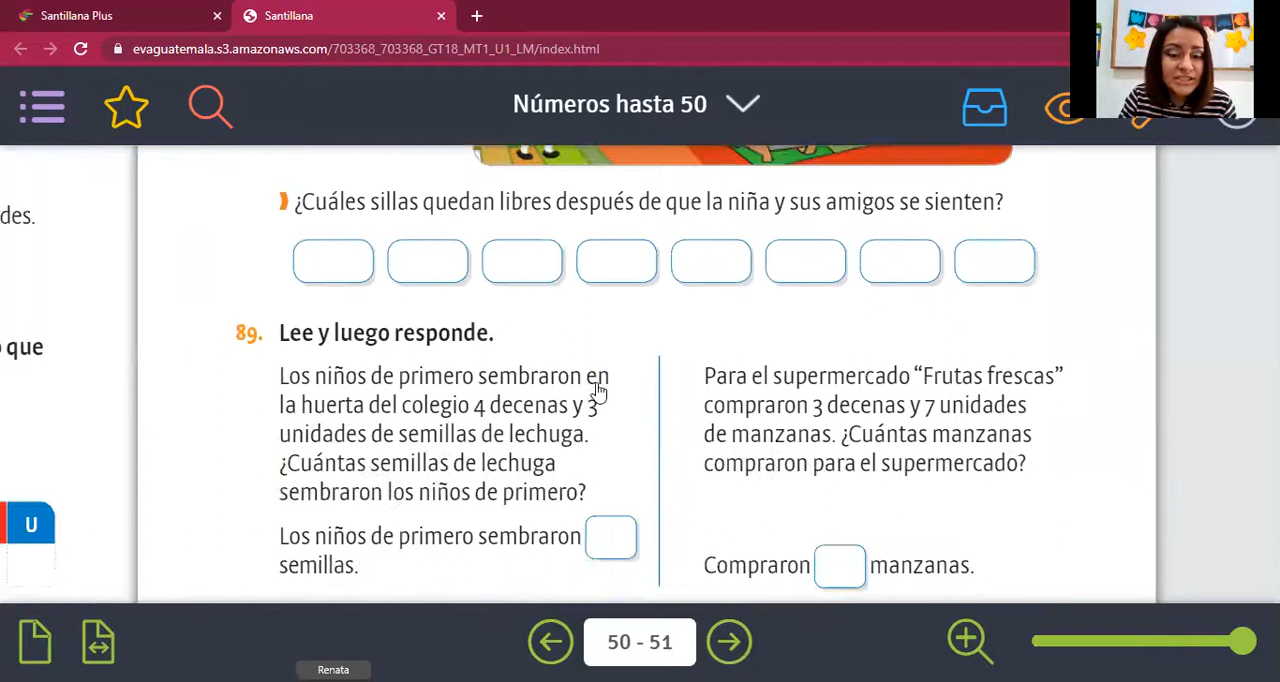 Santillana Plus
Santillana
evaguatemala.s3.amazonaws.com/703368_703368_GT18_MT1_U1_LM/index.html
Números hasta 50
des.
¿Cuáles sillas quedan libres después de que la niña y sus amigos se sienten?
o que
89. Lee y luego responde.
Los niños de primero sembraron en
la huerta del colegio 4 decenas y 3
unidades de semillas de lechuga.
¿Cuántas semillas de lechuga
sembraron los niños de primero?
Los niños de primero sembraron
semillas.
Para el supermercado “Frutas frescas”
compraron 3 decenas y 7 unidades
de manzanas. ¿Cuántas manzanas
compraron para el supermercado?
Compraron manzanas.
U
50 - 51
Renata